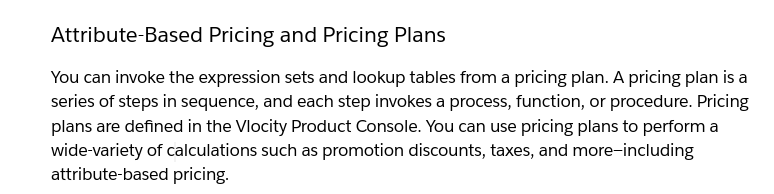 Attribute-Based Pricing and Pricing Plans
You can invoke the expression sets and lookup tables from a pricing plan. A pricing plan is a
series of steps in sequence, and each step invokes a process, function, or procedure. Pricing
plans are defined in the Vlocity Product Console. You can use pricing plans to perform a
wide-variety of calculations such as promotion discounts, taxes, and more—including
attribute-based pricing.